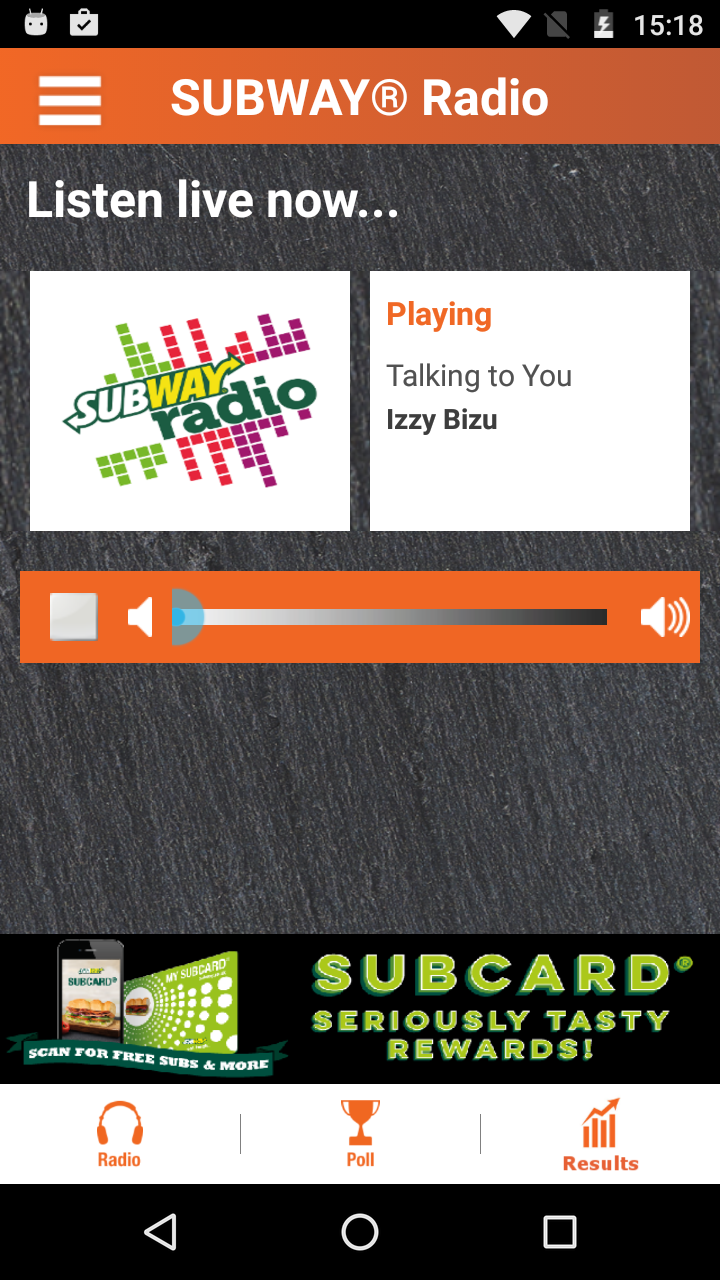 15:18
SUBWAY® Radio
Listen live now...
SUBWAY
radio
Playing
Talking to You
Izzy Bizu
SUBCARD®
MY SUBCARD
SCAN FOR FREE SUBS & MORE
SUBCARD®
SERIOUSLY TASTY
REWARDS!
Radio
Poll
Results